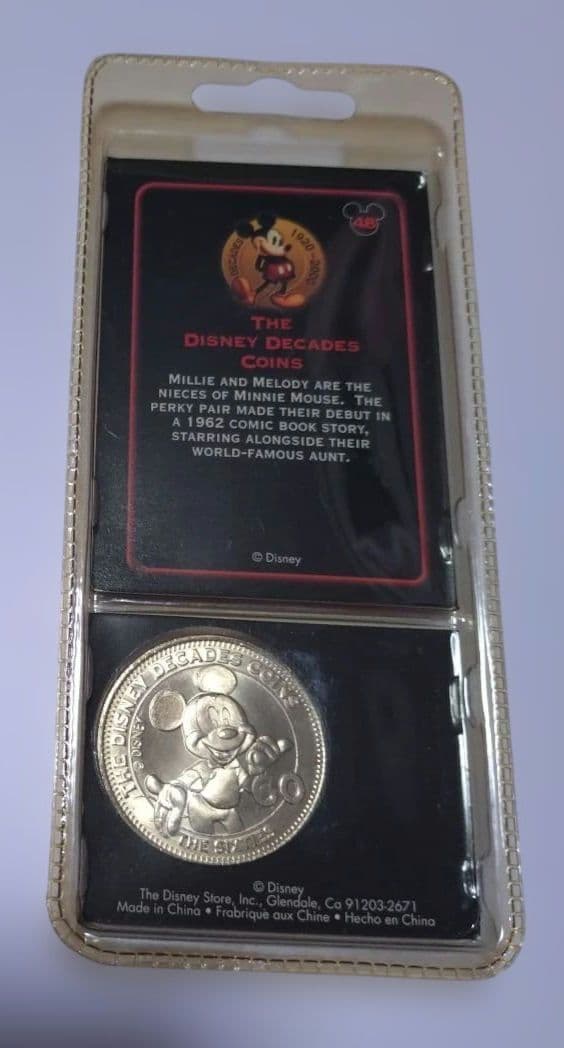 48
DECADES 1920-2000
THE
DISNEY DECADES
COINS
MILLIE AND MELODY ARE THE
NIECES OF MINNIE MOUSE. THE
PERKY PAIR MADE THEIR DEBUT IN
A 1962 COMIC BOOK STORY,
STARRING ALONGSIDE THEIR
WORLD-FAMOUS AUNT.
© Disney
THE DISNEY DECADES COINS
© DISNEY
60
THE SIXTIES
© Disney
The Disney Store, Inc., Glendale, Ca 91203-2671
Made in China • Frabriquè aux Chine • Hecho en China